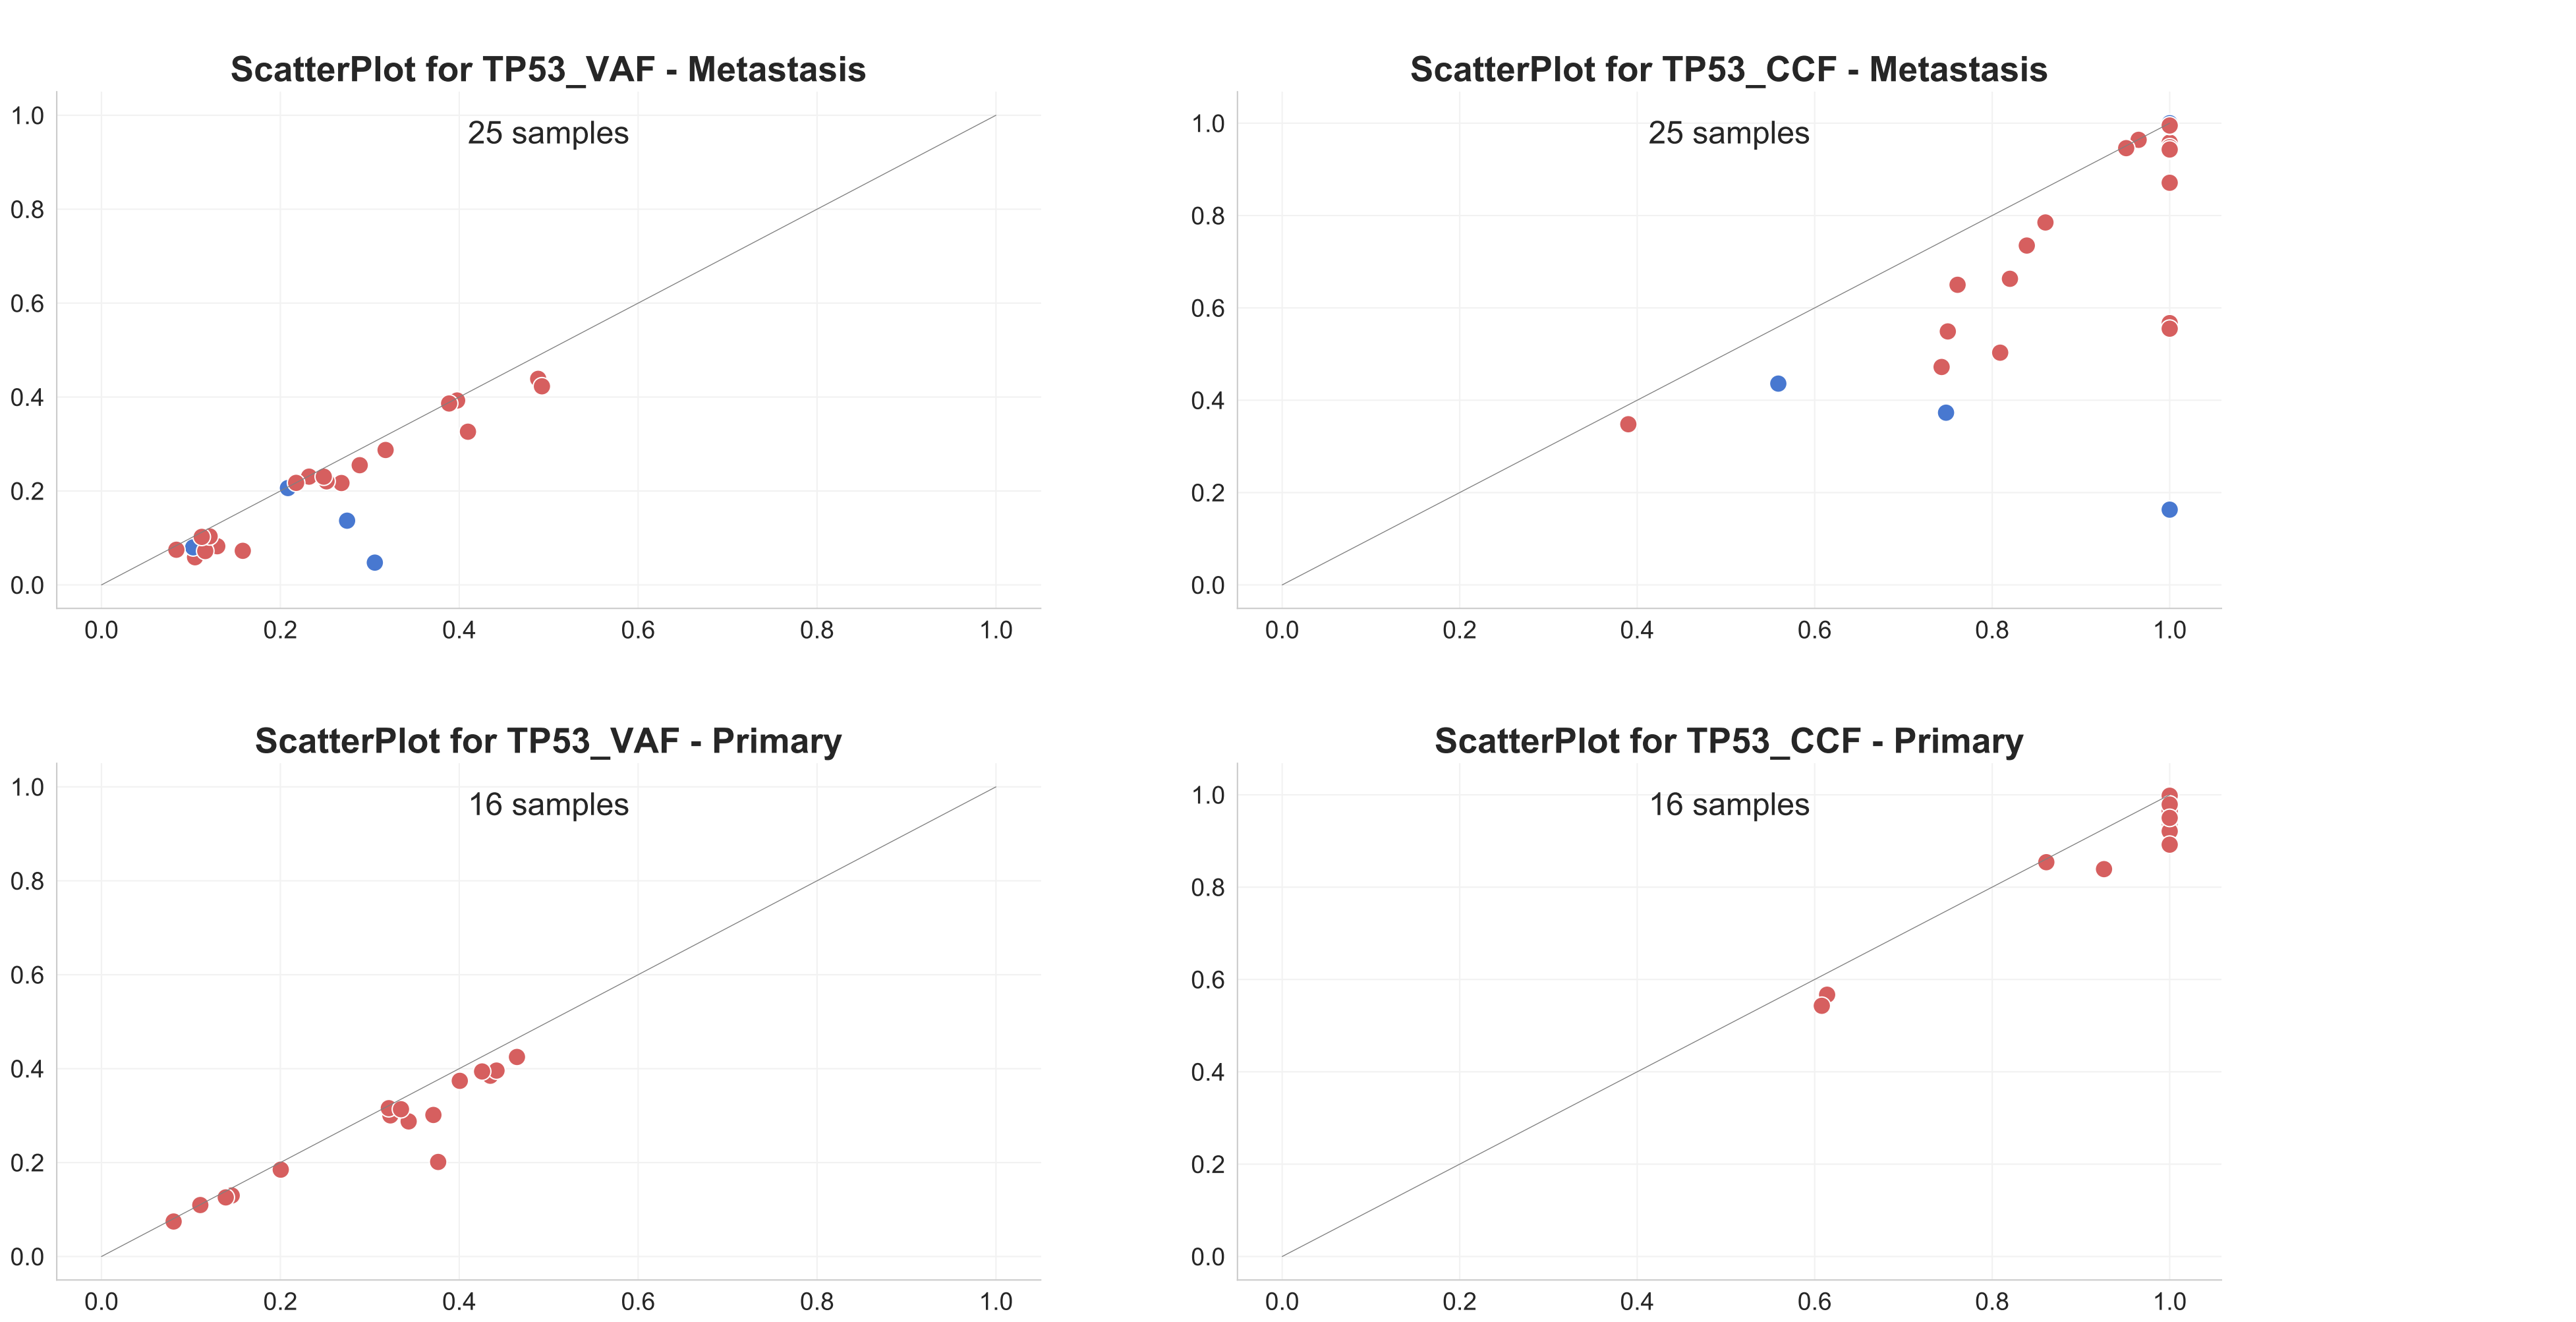 ScatterPlot for TP53_VAF - Metastasis
25 samples
1.0
0.8
0.6
0.4
0.2
0.0
0.0 0.2 0.4 0.6 0.8 1.0
ScatterPlot for TP53_CCF - Metastasis
25 samples
1.0
0.8
0.6
0.4
0.2
0.0
0.0 0.2 0.4 0.6 0.8 1.0
ScatterPlot for TP53_VAF - Primary
16 samples
1.0
0.8
0.6
0.4
0.2
0.0
0.0 0.2 0.4 0.6 0.8 1.0
ScatterPlot for TP53_CCF - Primary
16 samples
1.0
0.8
0.6
0.4
0.2
0.0
0.0 0.2 0.4 0.6 0.8 1.0